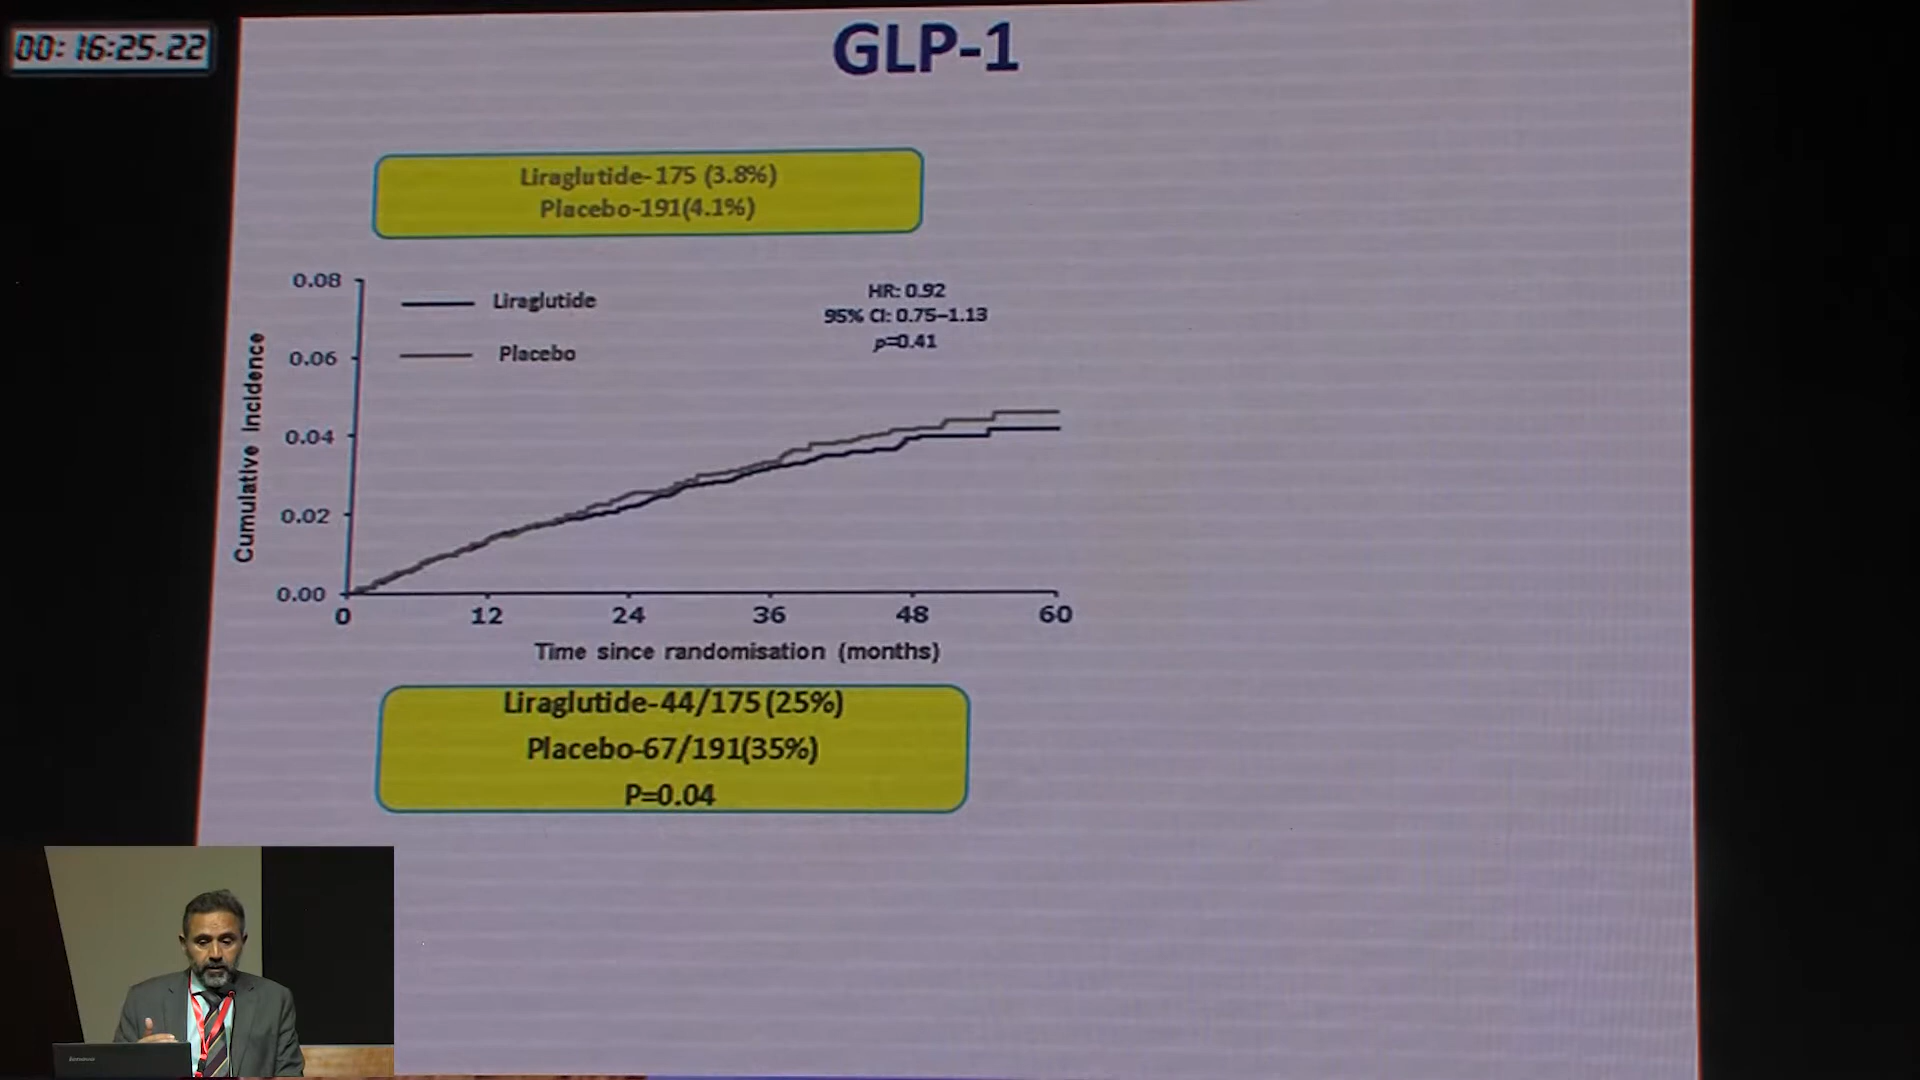 00:16:25.22
GLP-1
Liraglutide-175 (3.8%)
Placebo-191(4.1%)
0.08
0.06
0.04
0.02
0.00
Cumulative Incidence
Liraglutide
Placebo
HR: 0.92
95% CI: 0.75–1.13
p=0.41
0 12 24 36 48 60
Time since randomisation (months)
Liraglutide-44/175 (25%)
Placebo-67/191(35%)
P=0.04